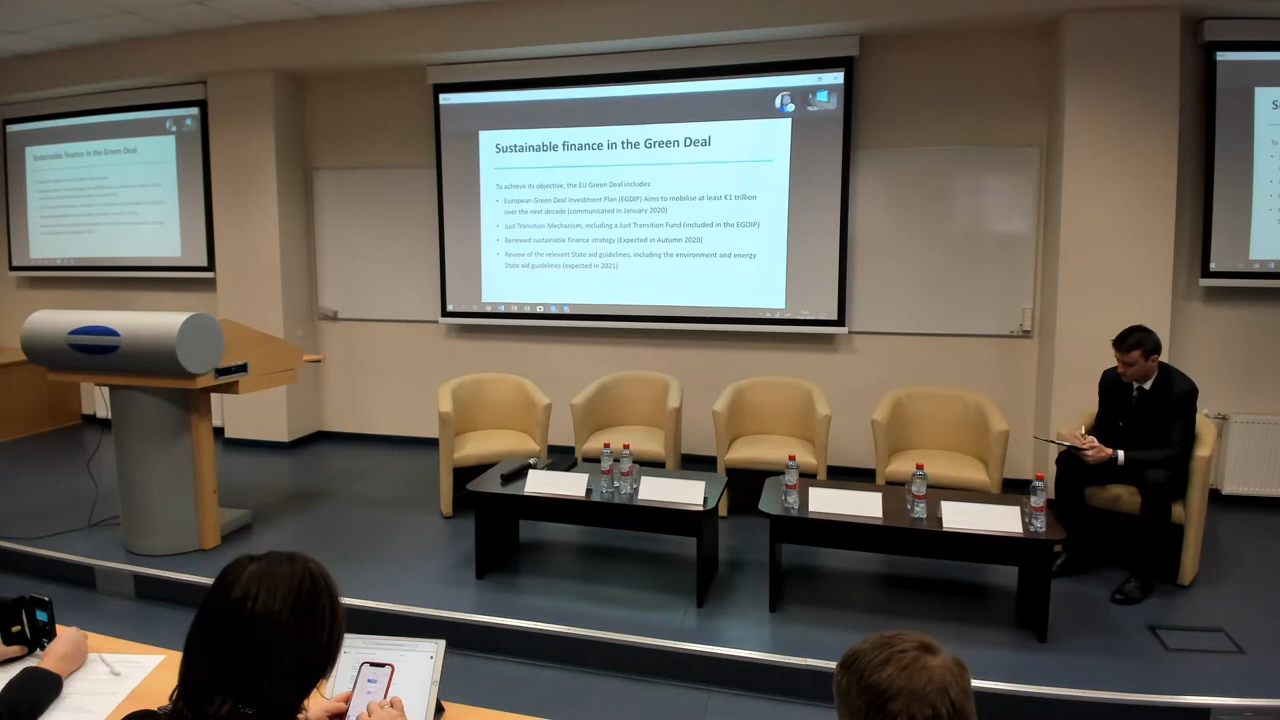 Sustainable finance in the Green Deal
Sustainable finance in the Green Deal
To achieve its objective, the EU Green Deal includes:
• European Green Deal Investment Plan (EGDIP) Aims to mobilise at least €1 trillion
over the next decade (communicated in January 2020)
• Just Transition Mechanism, including a Just Transition Fund (included in the EGDIP)
• Renewed sustainable finance strategy (Expected in Autumn 2020)
• Review of the relevant State aid guidelines, including the environment and energy
State aid guidelines (expected in 2021)